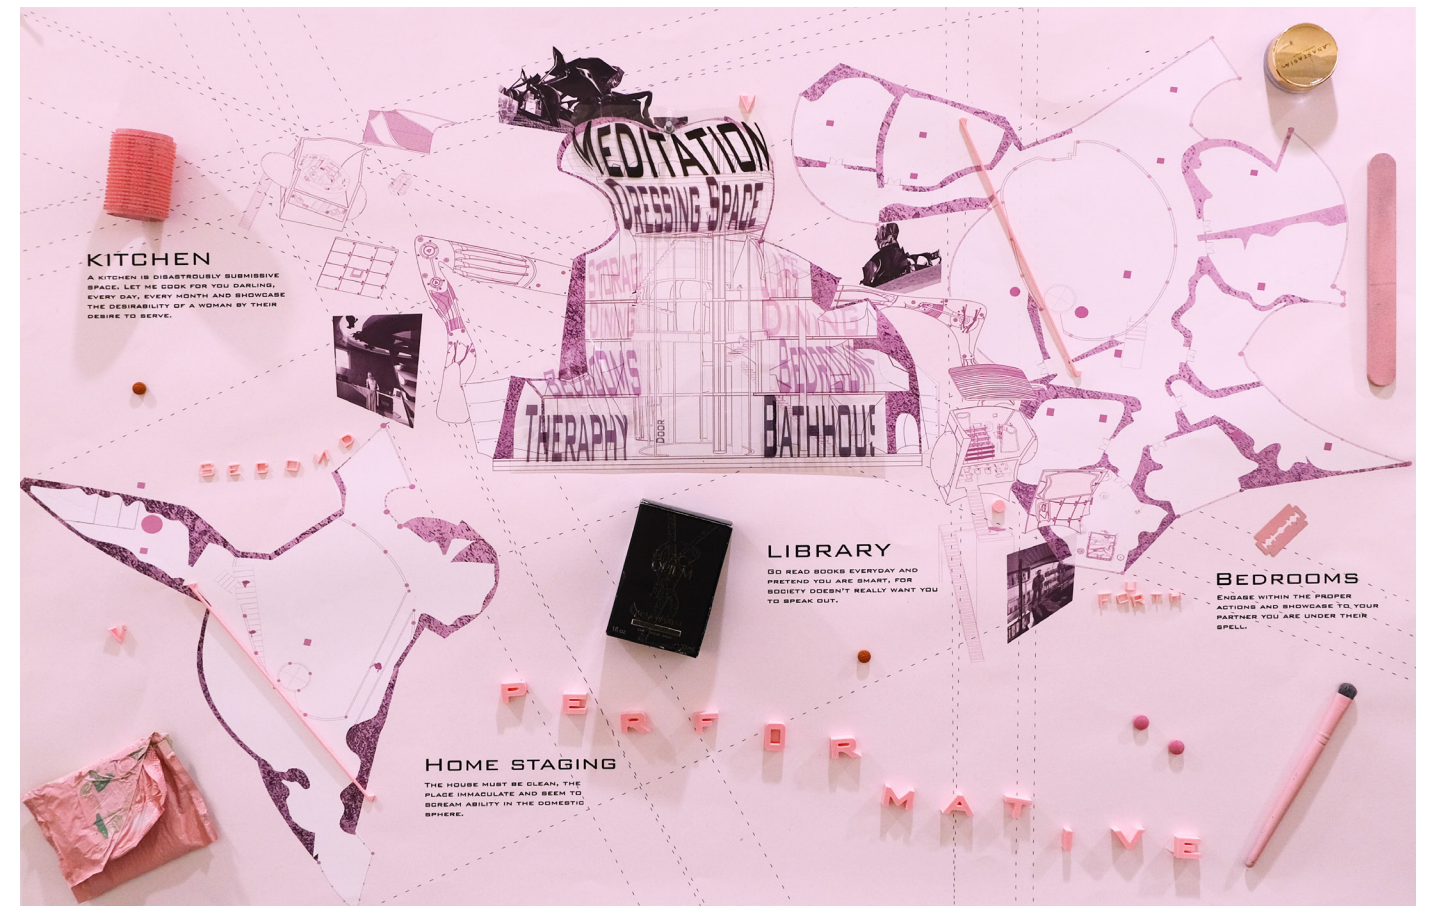 MEDITATION
DRESSING SPACE
STORAGE
DINING
DINING
BEDROOMS
BEDROOMS
THERAPHY
DOOR
BATHHOUSE
KITCHEN
A KITCHEN IS DISASTROUSLY SUBMISSIVE
SPACE. LET ME COOK FOR YOU DARLING,
EVERY DAY, EVERY MONTH AND SHOWCASE
THE DESIRABILITY OF A WOMAN BY THEIR
DESIRE TO SERVE.
V
LIBRARY
GO READ BOOKS EVERYDAY AND
PRETEND YOU ARE SMART, FOR
SOCIETY DOESN'T REALLY WANT YOU
TO SPEAK OUT.
OPIUM
BEDROOMS
ENGAGE WITHIN THE PROPER
ACTIONS AND SHOWCASE TO YOUR
PARTNER YOU ARE UNDER THEIR
SPELL.
V
HOME STAGING
THE HOUSE MUST BE CLEAN, THE
PLACE IMMACULATE AND SEEM TO
SCREAM ABILITY IN THE DOMESTIC
SPHERE.
PERFORMATIVE